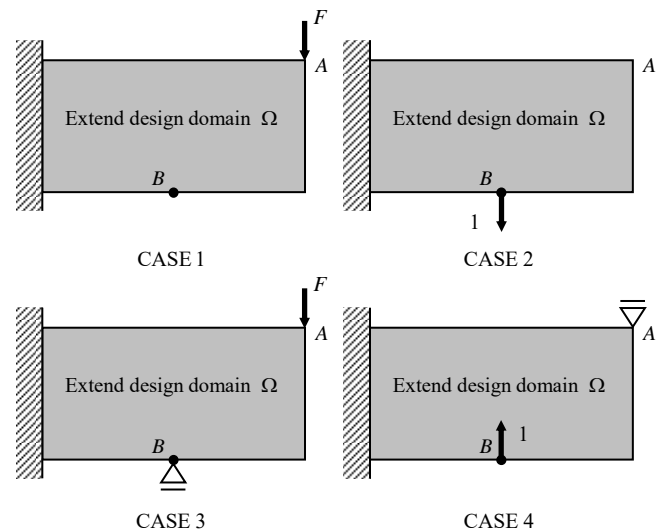 F
A
Extend design domain Ω
B
CASE 1
A
Extend design domain Ω
B
1
CASE 2
F
A
Extend design domain Ω
B
CASE 3
A
Extend design domain Ω
1
B
CASE 4